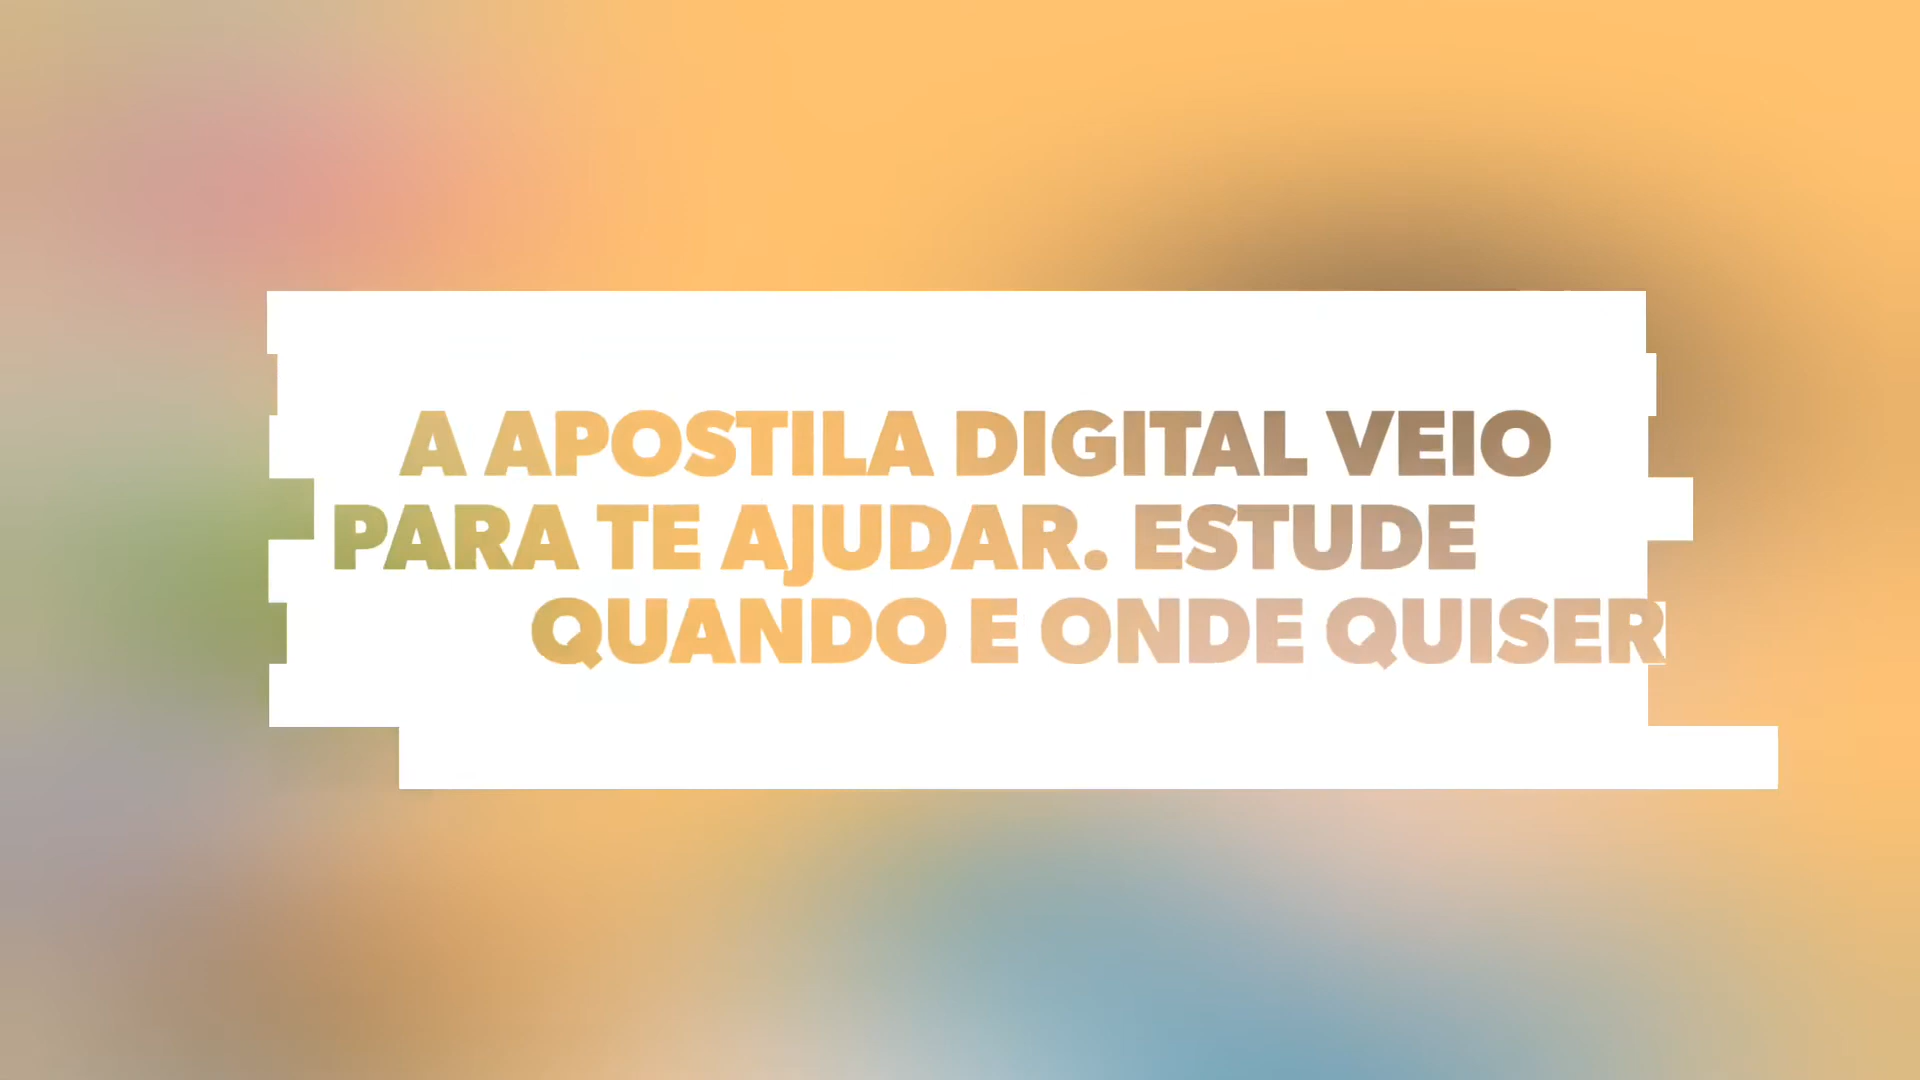 A APOSTILA DIGITAL VEIO
PARA TE AJUDAR. ESTUDE
QUANDO E ONDE QUISER